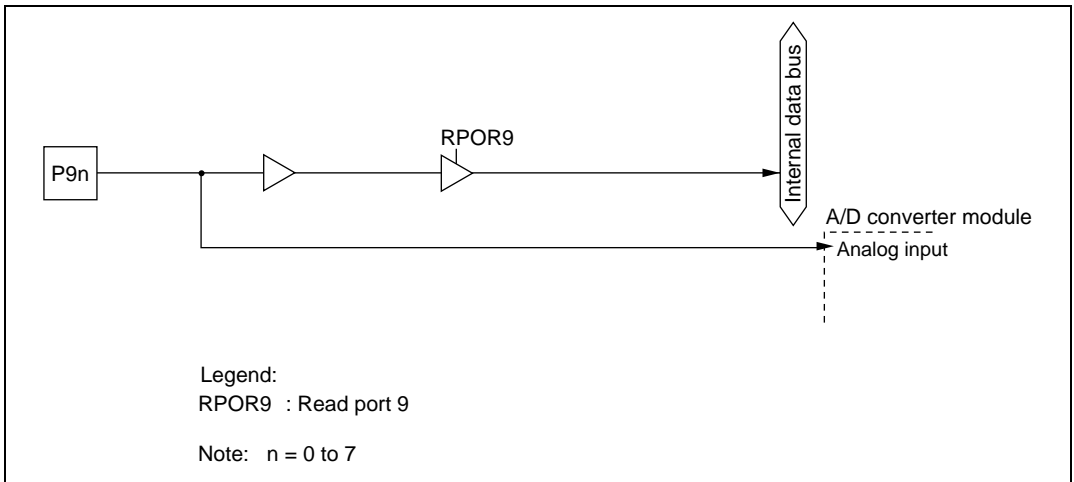 RPOR9
P9n
Internal data bus
A/D converter module
Analog input
Legend:
RPOR9 : Read port 9
Note: n = 0 to 7